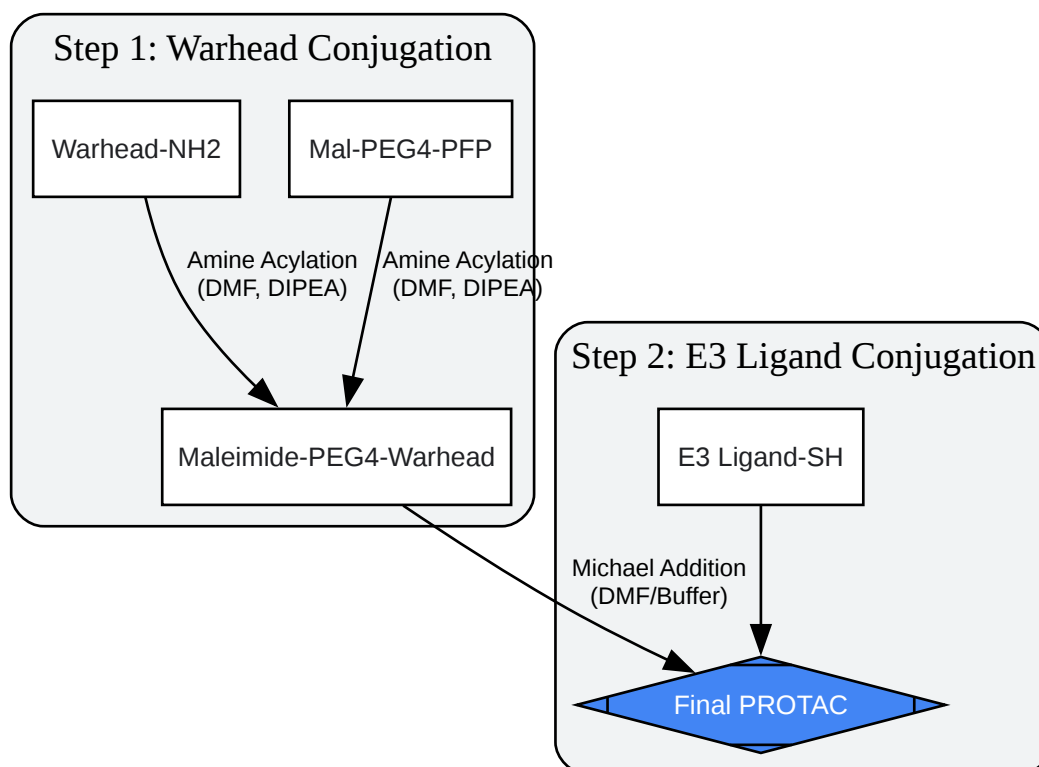 Step 1: Warhead Conjugation
Warhead-NH2
Mal-PEG4-PFP
Amine Acylation
(DMF, DIPEA)
Amine Acylation
(DMF, DIPEA)
Maleimide-PEG4-Warhead
Step 2: E3 Ligand Conjugation
E3 Ligand-SH
Michael Addition
(DMF/Buffer)
Final PROTAC